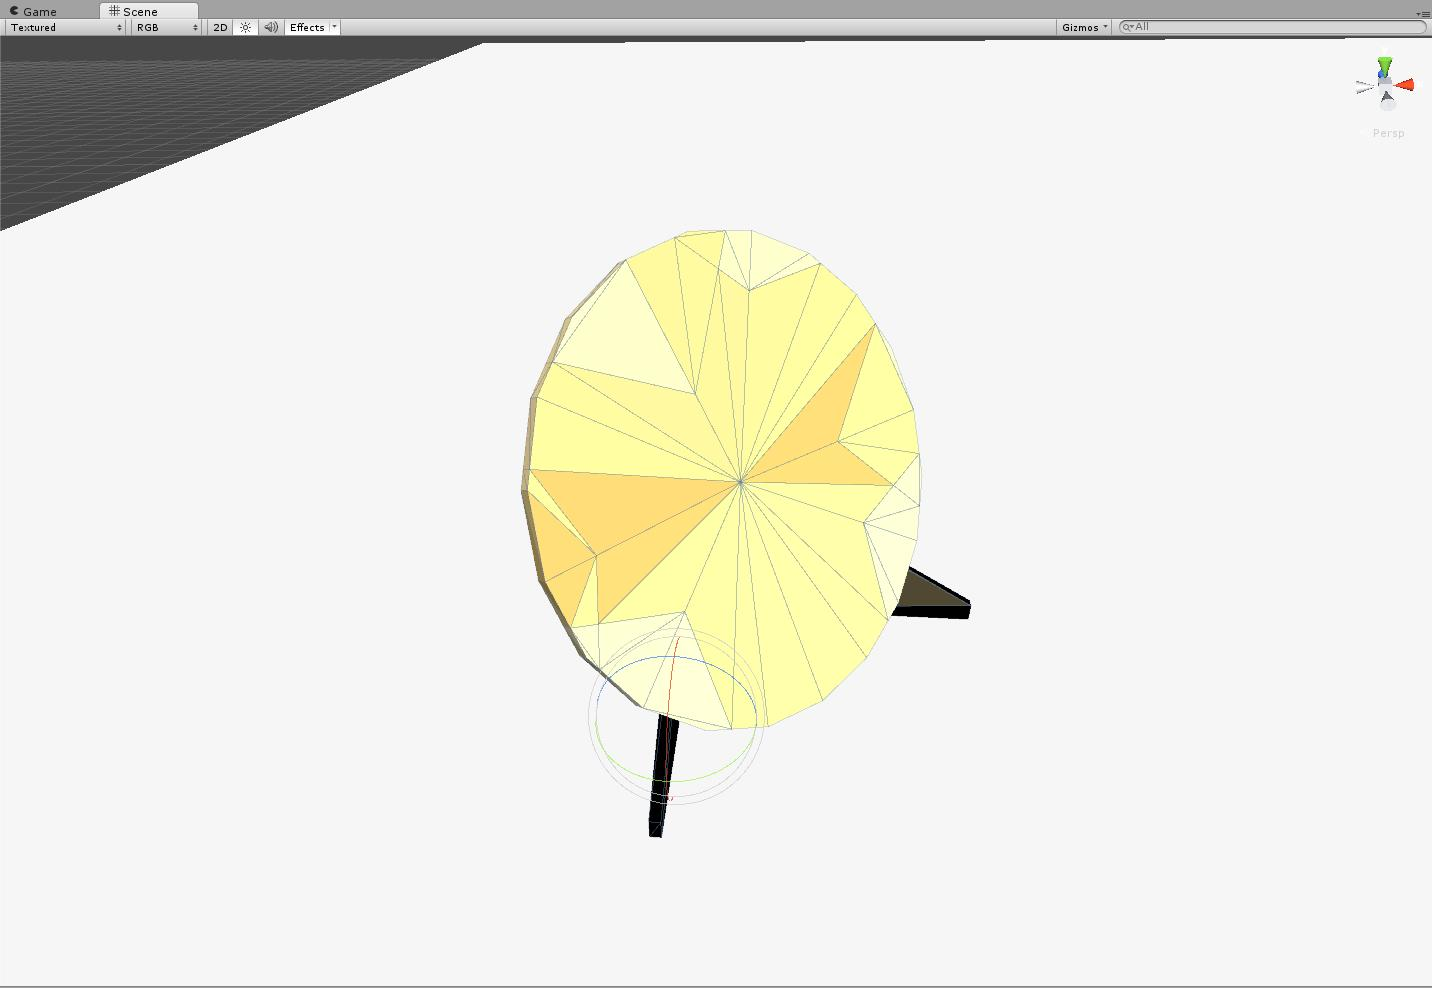 Game
Scene
Textured
RGB
2D
Effects
Gizmos
All
Persp